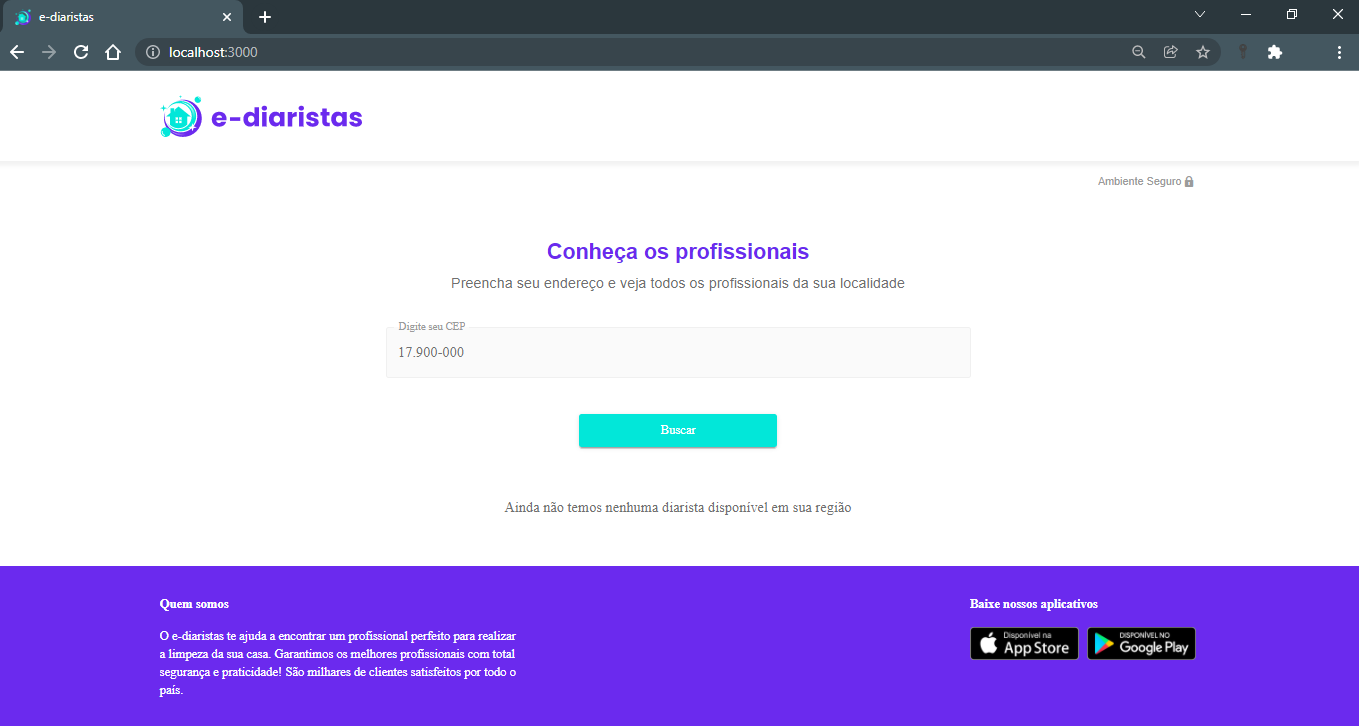 e-diaristas
localhost:3000
e-diaristas
Ambiente Seguro
Conheça os profissionais
Preencha seu endereço e veja todos os profissionais da sua localidade
Digite seu CEP
17.900-000
Buscar
Ainda não temos nenhuma diarista disponível em sua região
Quem somos
O e-diaristas te ajuda a encontrar um profissional perfeito para realizar
a limpeza da sua casa. Garantimos os melhores profissionais com total
segurança e praticidade! São milhares de clientes satisfeitos por todo o
país.
Baixe nossos aplicativos
Disponível na
App Store
DISPONÍVEL NO
Google Play